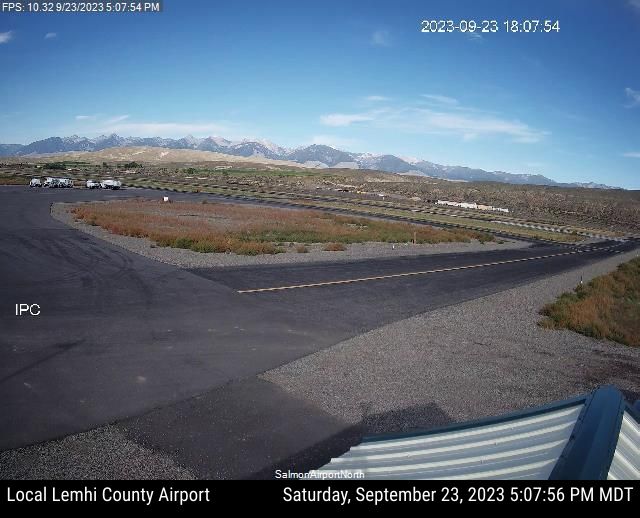 FPS: 10.32 9/23/2023 5:07:54 PM
2023-09-23 18:07:54
IPC
SalmonAirportNorth
Local Lemhi County Airport Saturday, September 23, 2023 5:07:56 PM MDT